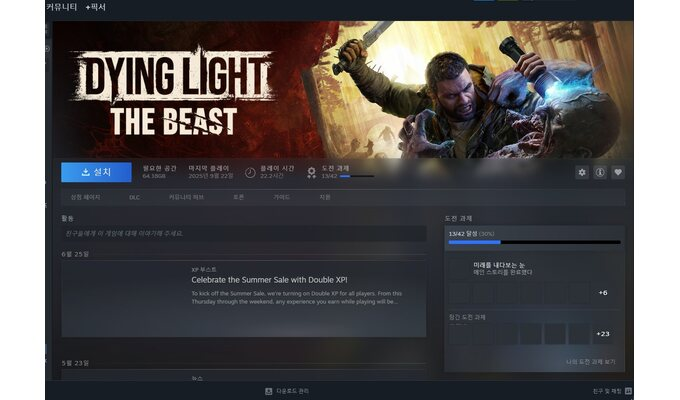 커뮤니티 +픽서
DYING LIGHT
THE BEAST
설치
필요한 공간
64.38GB
마지막 플레이
2025년 9월 22일
플레이 시간
22.2시간
도전 과제
13/42
상점 페이지 DLC 커뮤니티 허브 토론 가이드 지원
활동
친구들에게 이 게임에 대해 이야기해 주세요.
6월 25일
XP 부스트
Celebrate the Summer Sale with Double XP!
To kick off the Summer Sale, we're turning on Double XP for all players. From this
Thursday through the weekend, any experience you earn while playing will be...
5월 23일
뉴스
도전 과제
13/42 달성 (30%)
미래를 내다보는 눈
메인 스토리를 완료했다
+6
잠긴 도전 과제
+23
나의 도전 과제 보기
다운로드 관리
친구 및 채팅